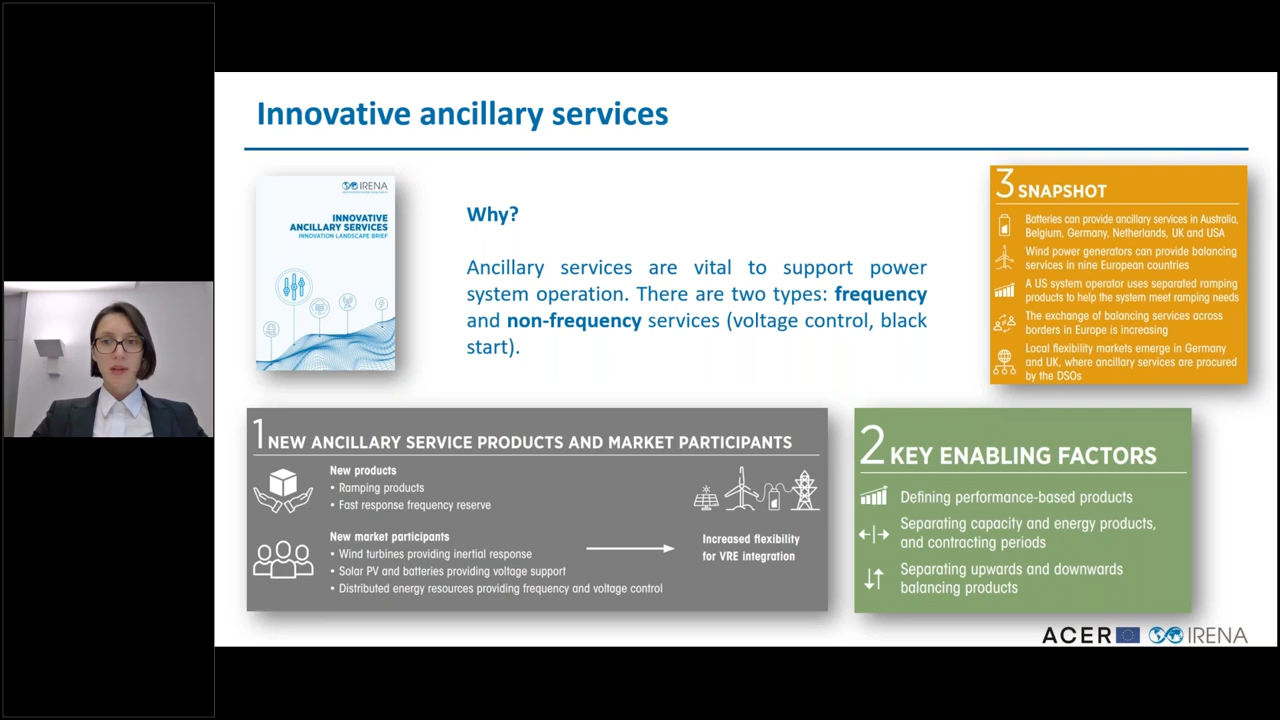 Innovative ancillary services
IRENA
INNOVATIVE
ANCILLARY SERVICES
INNOVATION LANDSCAPE BRIEF
Why?
Ancillary services are vital to support power
system operation. There are two types: frequency
and non-frequency services (voltage control, black
start).
1 NEW ANCILLARY SERVICE PRODUCTS AND MARKET PARTICIPANTS
New products
• Ramping products
• Fast response frequency reserve
New market participants
• Wind turbines providing inertial response
• Solar PV and batteries providing voltage support
• Distributed energy resources providing frequency and voltage control
Increased flexibility
for VRE integration
2 KEY ENABLING FACTORS
Defining performance-based products
Separating capacity and energy products,
and contracting periods
Separating upwards and downwards
balancing products
3 SNAPSHOT
Batteries can provide ancillary services in Australia,
Belgium, Germany, Netherlands, UK and USA
Wind power generators can provide balancing
services in nine European countries
A US system operator uses separated ramping
products to help the system meet ramping needs
The exchange of balancing services across
borders in Europe is increasing
Local flexibility markets emerge in Germany
and UK, where ancillary services are procured
by the DSOs
ACER IRENA